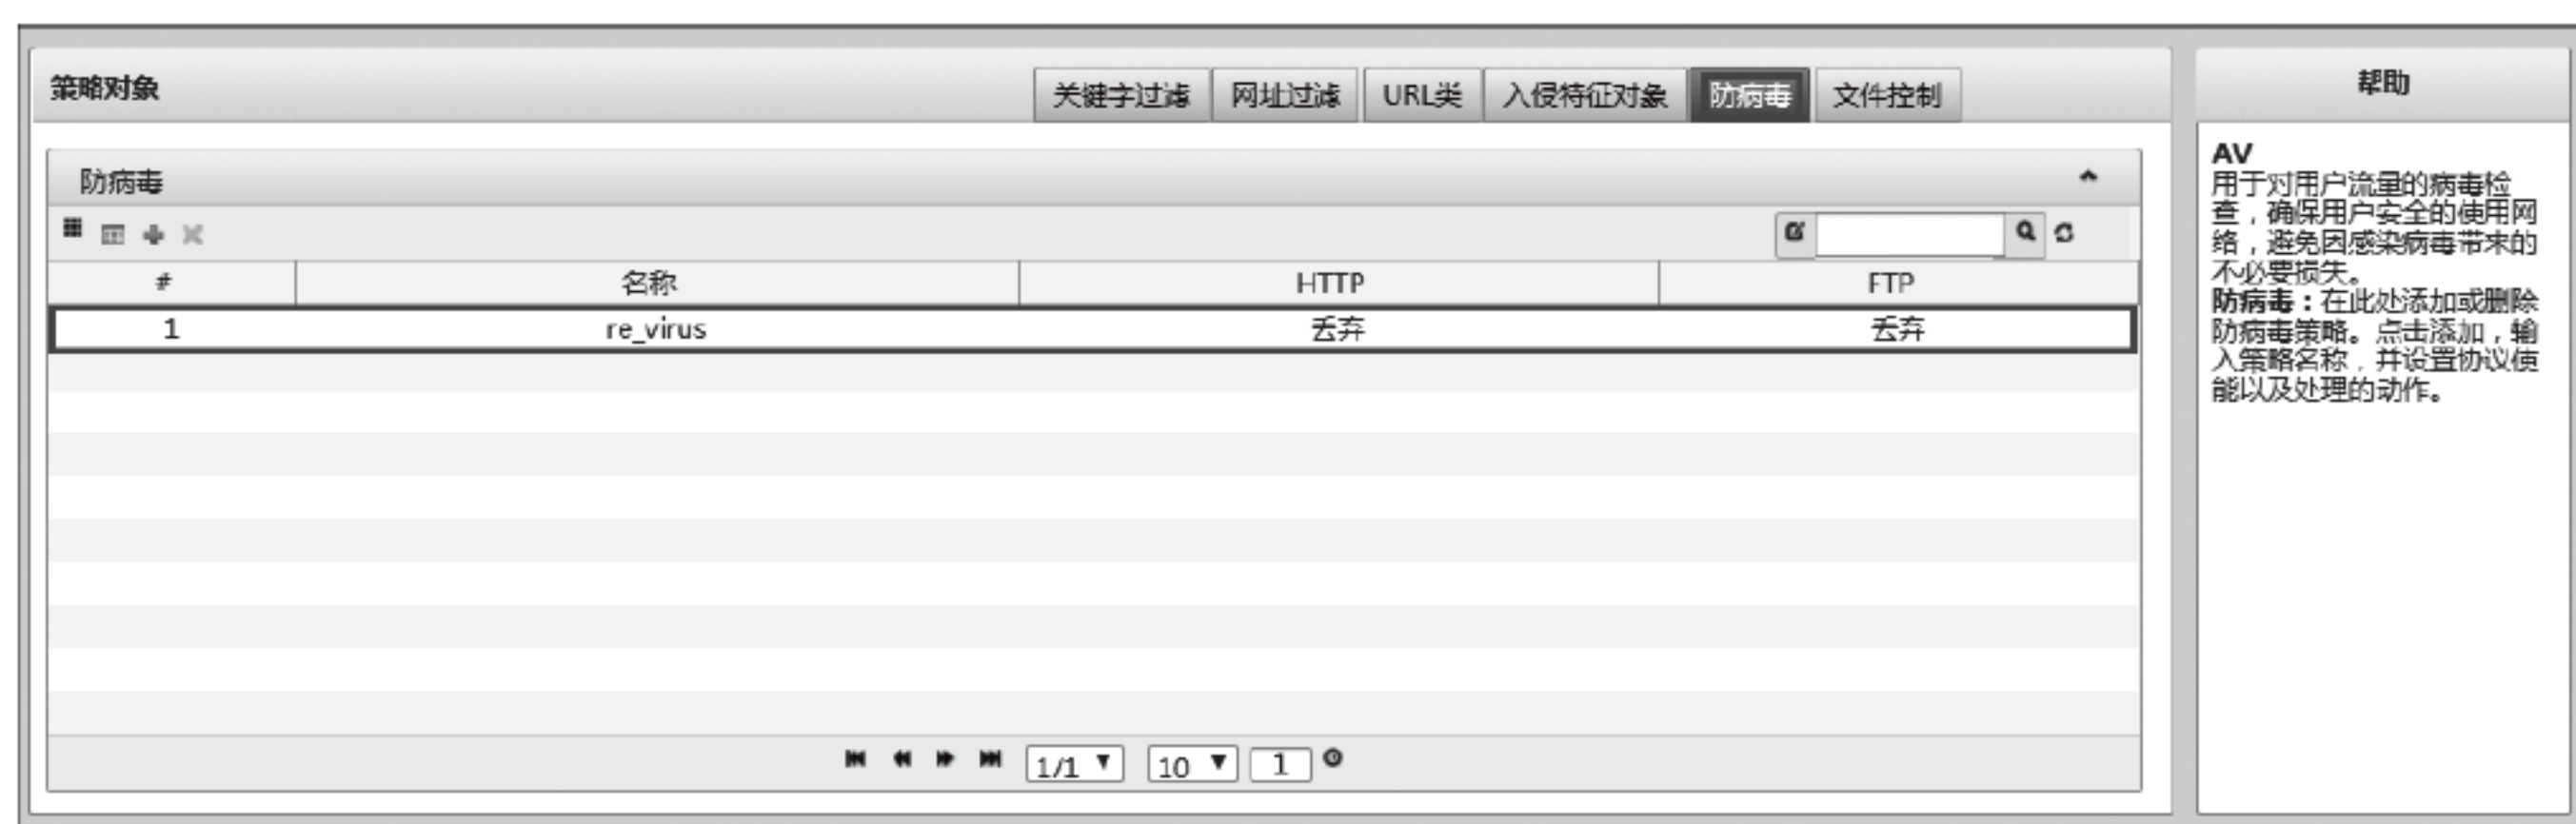 策略对象
关键字过滤 网址过滤 URL类 入侵特征对象 防病毒 文件控制
防病毒
# 名称 HTTP FTP
1 re_virus 丢弃 丢弃
1/1 10 1
帮助
AV
用于对用户流量的病毒检
查，确保用户安全的使用网
络，避免因感染病毒带来的
不必要损失。
防病毒：在此处添加或删除
防病毒策略。点击添加，输
入策略名称，并设置协议使
能以及处理的动作。